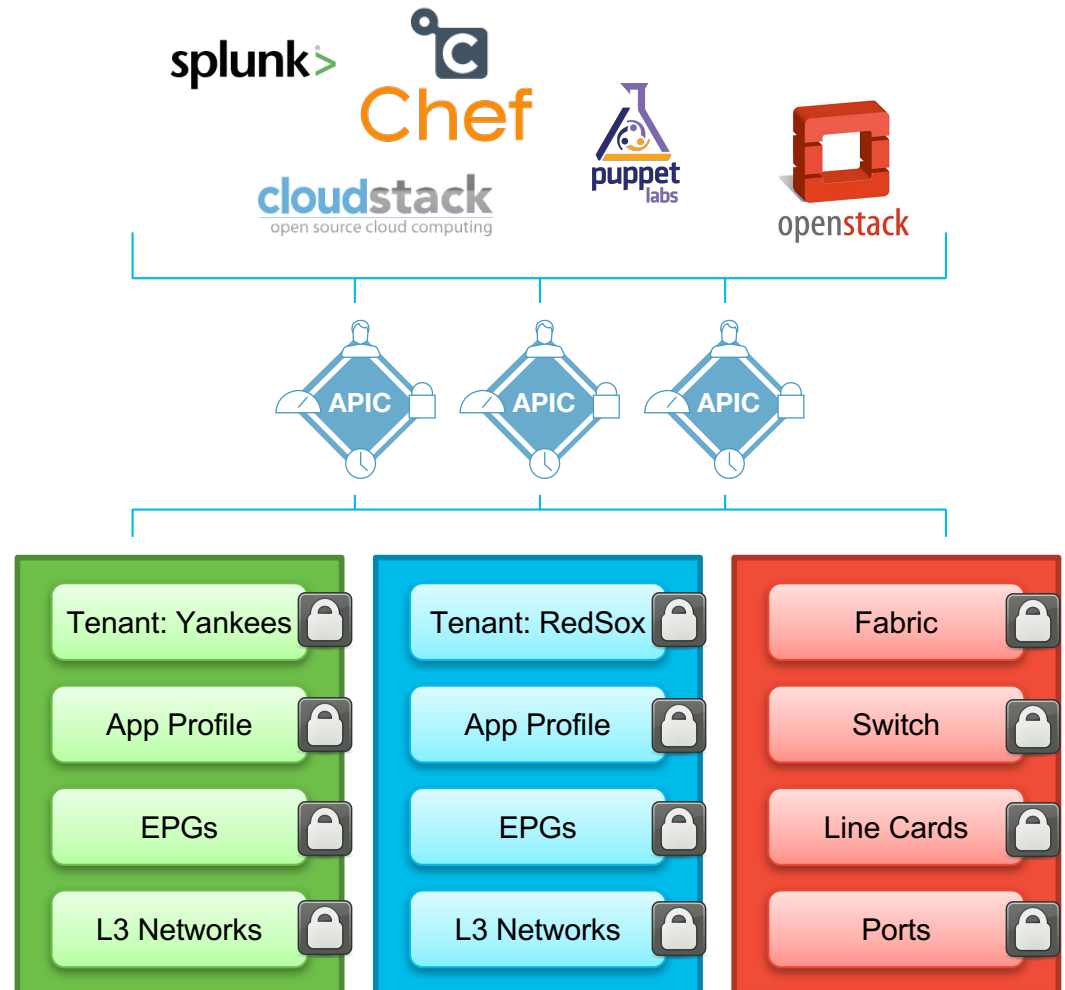 splunk>
Chef
puppet
labs
cloudstack
open source cloud computing
openstack
APIC
APIC
APIC
Tenant: Yankees
App Profile
EPGs
L3 Networks
Tenant: RedSox
App Profile
EPGs
L3 Networks
Fabric
Switch
Line Cards
Ports